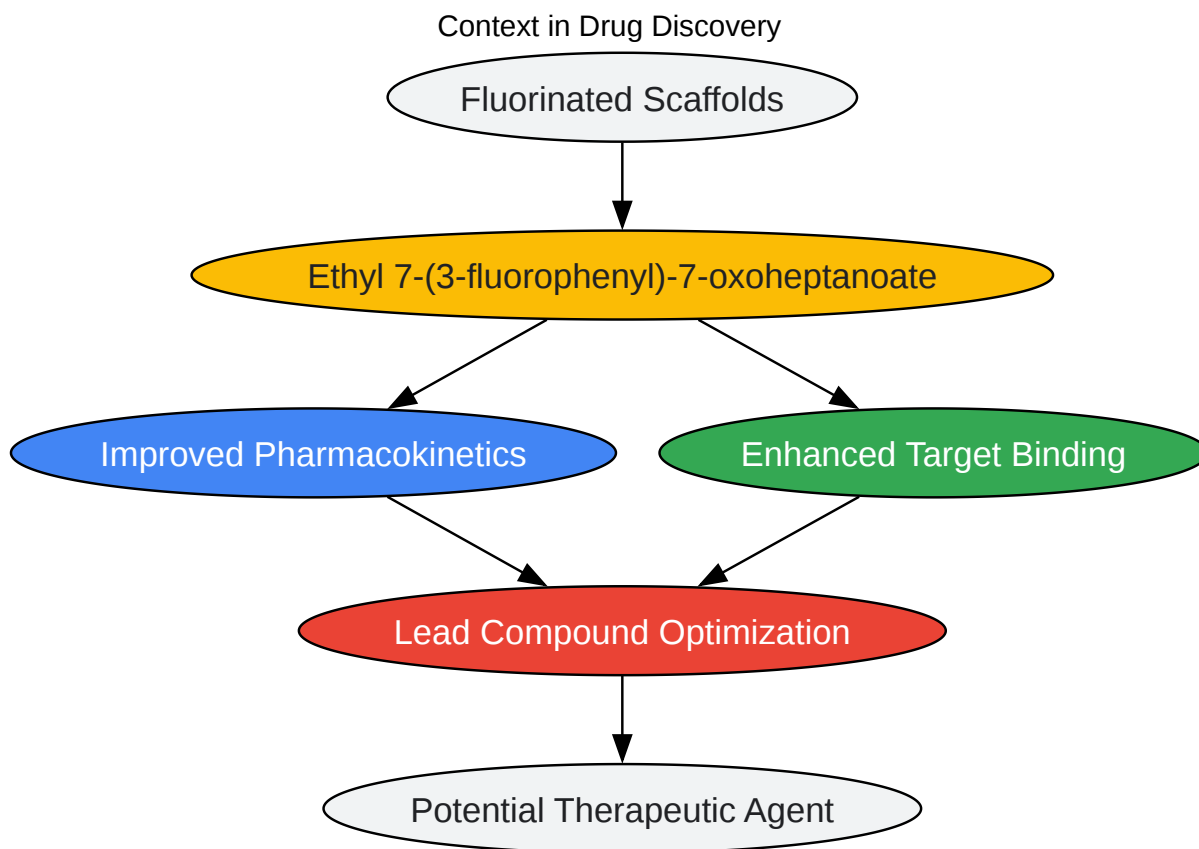 Context in Drug Discovery
Fluorinated Scaffolds
Ethyl 7-(3-fluorophenyl)-7-oxoheptanoate
Improved Pharmacokinetics
Enhanced Target Binding
Lead Compound Optimization
Potential Therapeutic Agent